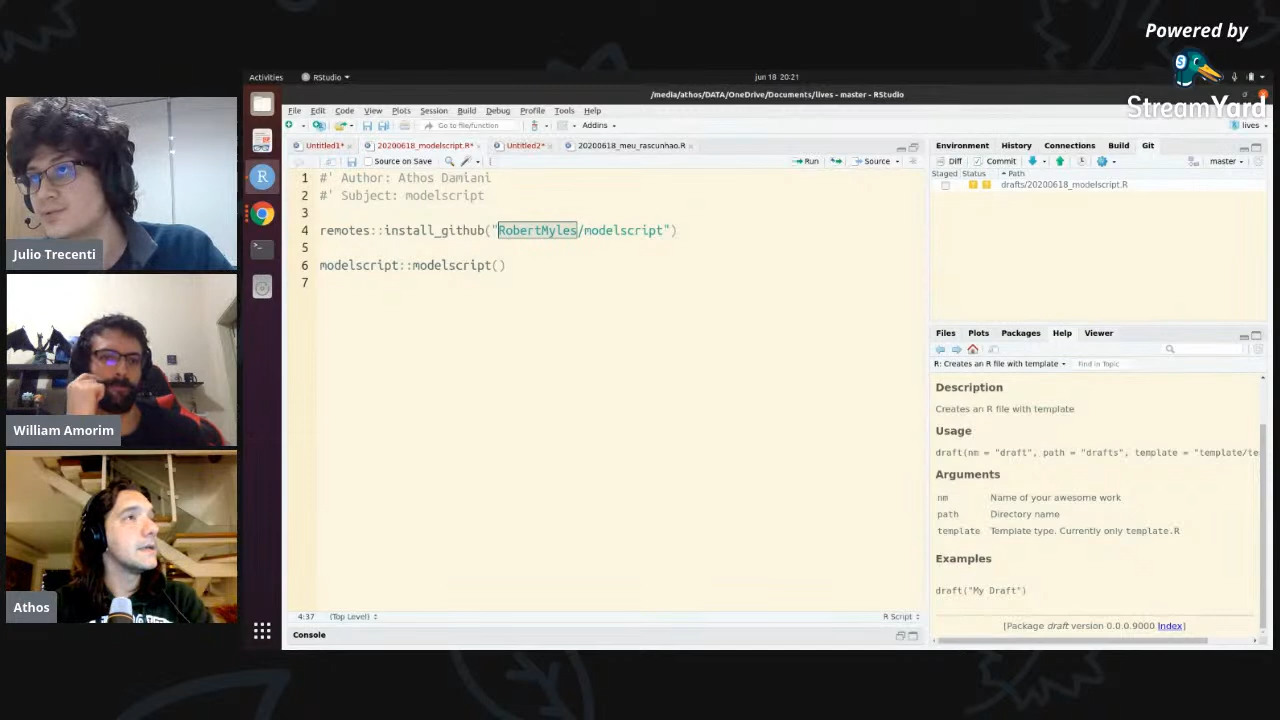 Powered by
StreamYard
Activities
RStudio
jun 18 20:21
/media/athos/DATA/OneDrive/Documents/lives - master - RStudio
File Edit Code View Plots Session Build Debug Profile Tools Help
Go to file/function
Addins
lives
Untitled1*
20200618_modelscript.R*
Untitled2*
20200618_meu_rascunhao.R
Source on Save
Run
Source
1 #' Author: Athos Damiani
2 #' Subject: modelscript
3
4 remotes::install_github("RobertMyles/modelscript")
5
6 modelscript::modelscript()
7
4:37
(Top Level)
R Script
Console
Environment History Connections Build Git
Diff
Commit
master
Staged Status Path
drafts/20200618_modelscript.R
Files Plots Packages Help Viewer
R: Creates an R file with template
Find in Topic
Description
Creates an R file with template
Usage
draft(nm = "draft", path = "drafts", template = "template/te
Arguments
nm Name of your awesome work
path Directory name
template Template type. Currently only template.R
Examples
draft("My Draft")
[Package draft version 0.0.0.9000 Index]
Julio Trecenti
William Amorim
Athos